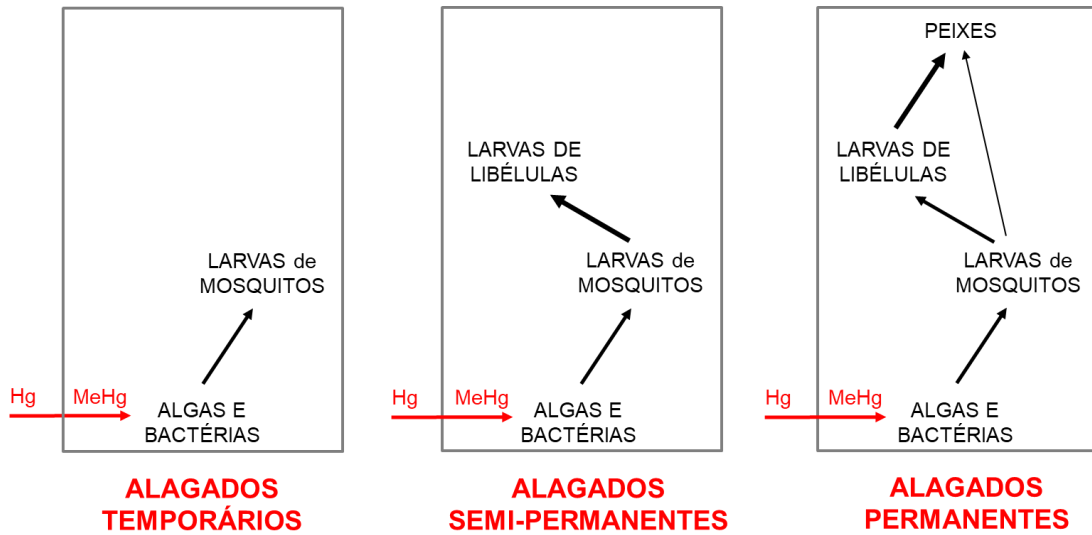 Hg
MeHg
ALGAS E
BACTÉRIAS
LARVAS de
MOSQUITOS
ALAGADOS
TEMPORÁRIOS
LARVAS DE
LIBÉLULAS
LARVAS de
MOSQUITOS
Hg
MeHg
ALGAS E
BACTÉRIAS
ALAGADOS
SEMI-PERMANENTES
PEIXES
LARVAS DE
LIBÉLULAS
LARVAS de
MOSQUITOS
Hg
MeHg
ALGAS E
BACTÉRIAS
ALAGADOS
PERMANENTES